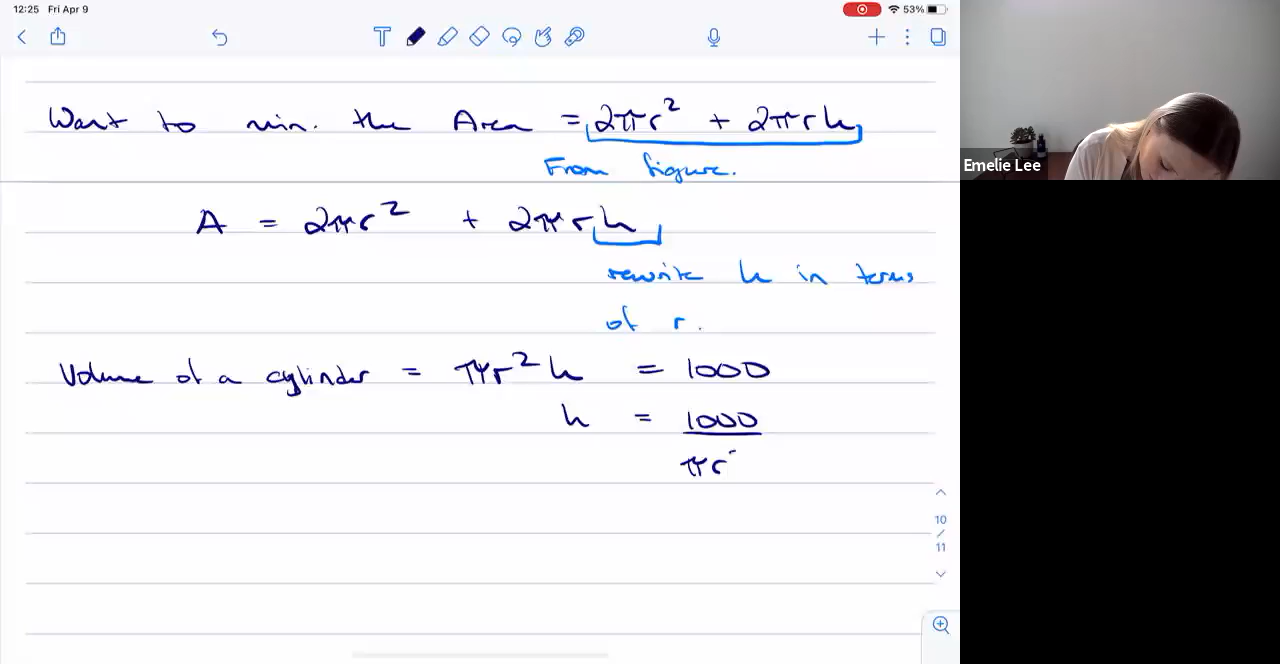 12:25 Fri Apr 9
53%
Want to min. the Area = 2πr² + 2πrh
From figure.
Emelie Lee
A = 2πr² + 2πrh
rewrite h in terms
of r.
Volume of a cylinder = πr²h = 1000
h = 1000
πr
10
/
11